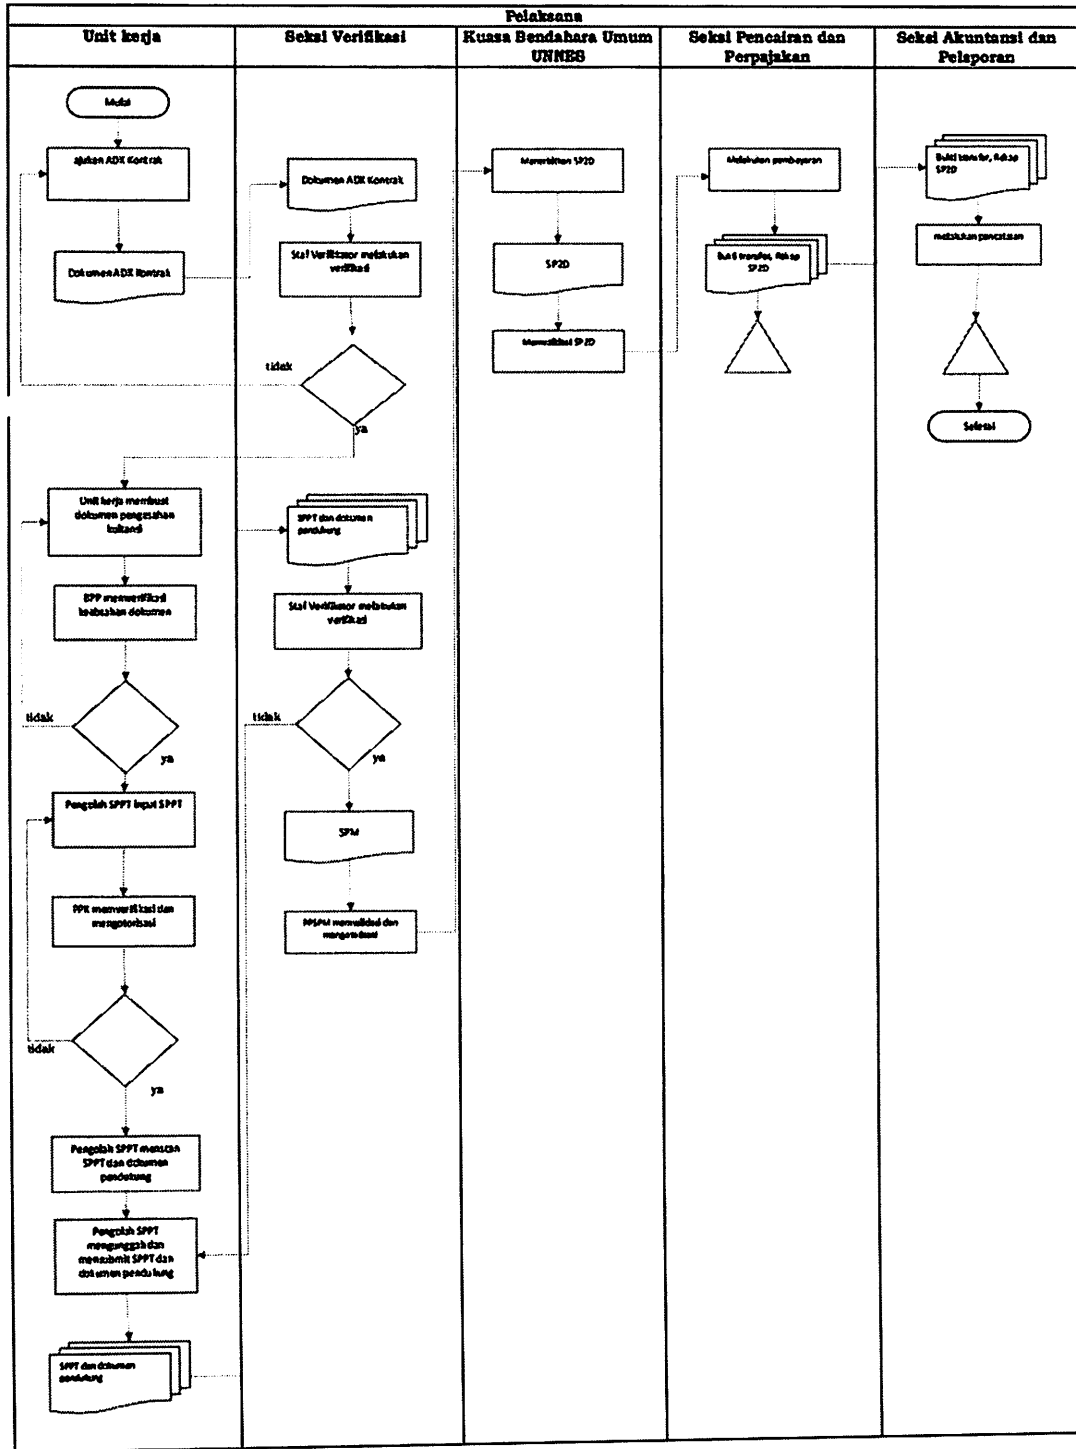 Pelaksana
Unit kerja
Seksi Verifikasi
Kuasa Bendahara Umum
UNNES
Seksi Pencairan dan
Perpajakan
Seksi Akuntansi dan
Pelaporan
Mulai
ajukan ADK Kontrak
Dokumen ADK Kontrak
Dokumen ADK Kontrak
Staf Verifikator melakukan
verifikasi
tidak
ya
Menerbitkan SP2D
SP2D
Memvalidasi SP2D
Melakukan pembayaran
Bukti transfer, Rekap
SP2D
Bukti transfer, Rekap
SP2D
melakukan pencatatan
Selesai
Unit kerja membuat
dokumen pengesahan
kuitansi
BPP memverifikasi
keabsahan dokumen
tidak
ya
Pengolah SPPT input SPPT
PPK memverifikasi dan
mengotorisasi
tidak
ya
Pengolah SPPT menscan
SPPT dan dokumen
pendukung
Pengolah SPPT
mengunggah dan
mensubmit SPPT dan
dokumen pendukung
SPPT dan dokumen
pendukung
SPPT dan dokumen
pendukung
Staf Verifikator melakukan
verifikasi
tidak
ya
SPM
PPSPM memvalidasi dan
mengotorisasi